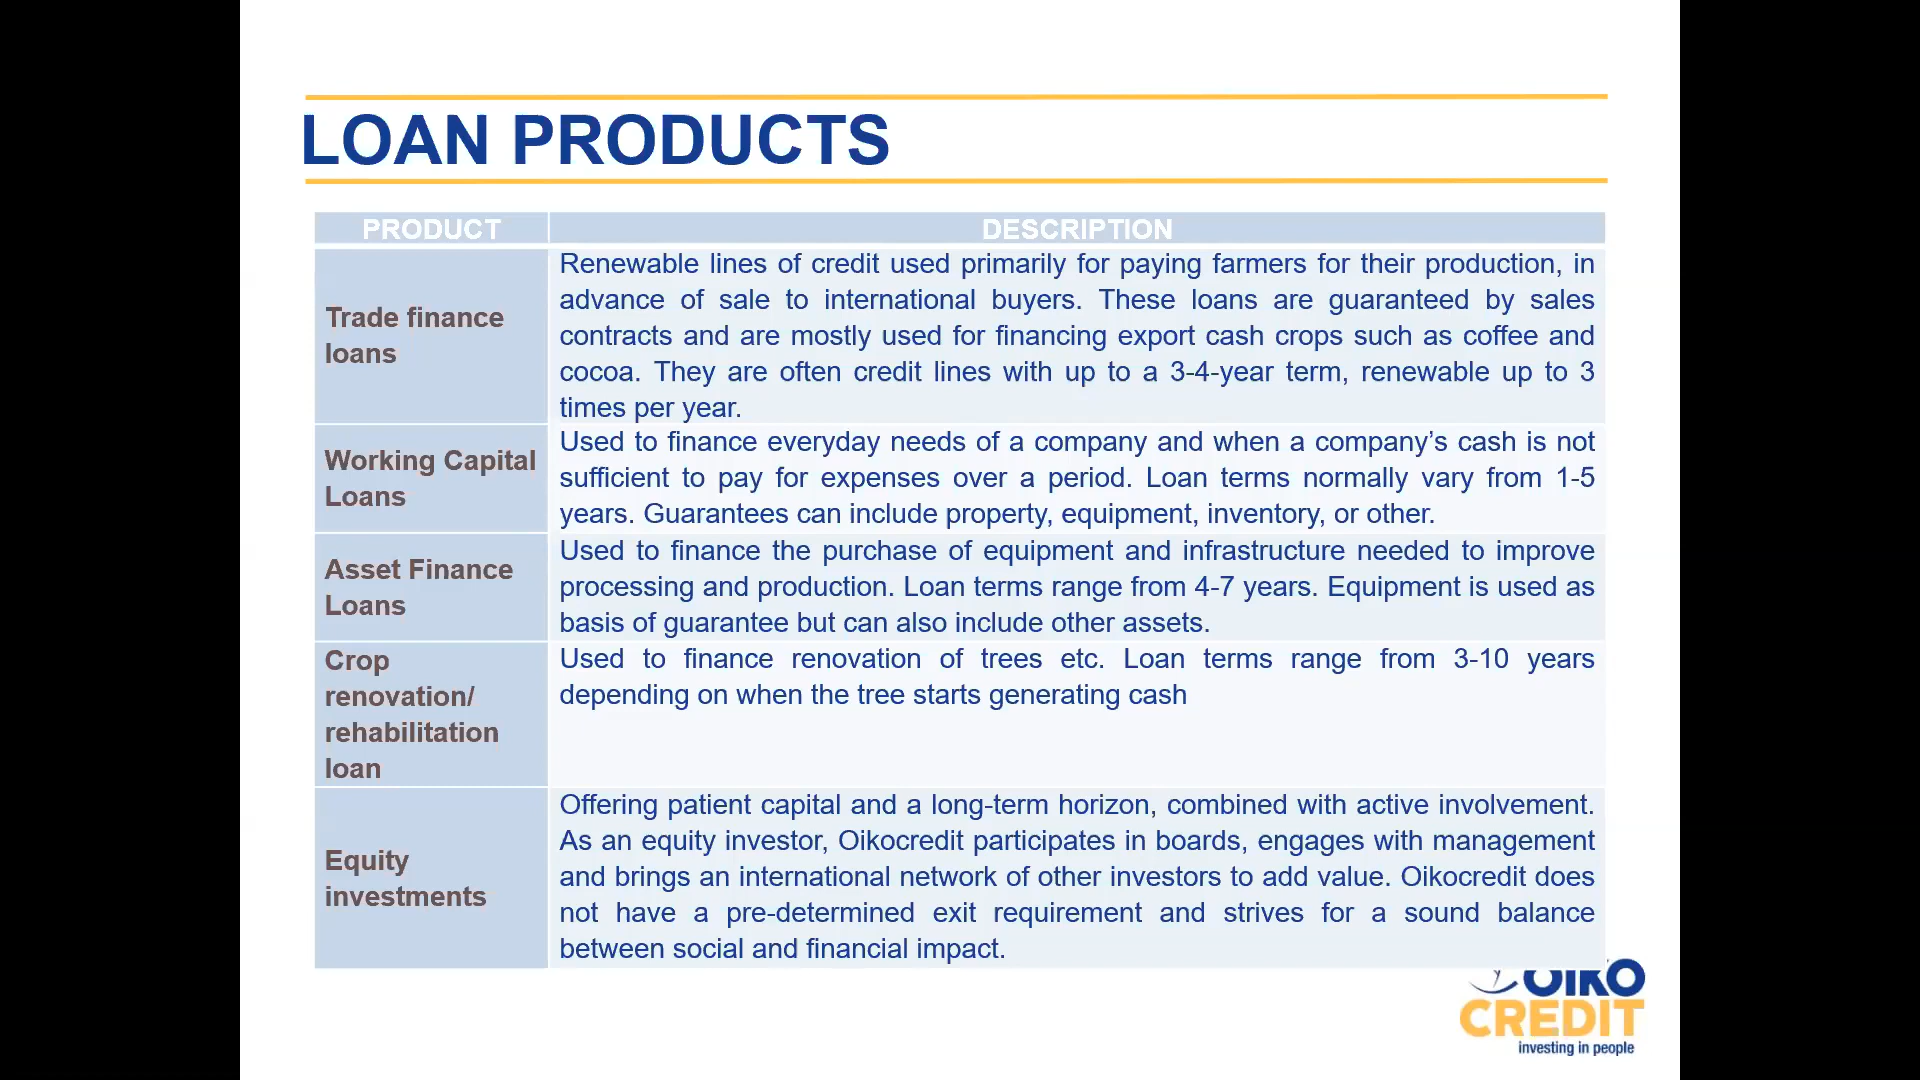 LOAN PRODUCTS
PRODUCT
DESCRIPTION
Trade finance
loans
Renewable lines of credit used primarily for paying farmers for their production, in
advance of sale to international buyers. These loans are guaranteed by sales
contracts and are mostly used for financing export cash crops such as coffee and
cocoa. They are often credit lines with up to a 3-4-year term, renewable up to 3
times per year.
Working Capital
Loans
Used to finance everyday needs of a company and when a company’s cash is not
sufficient to pay for expenses over a period. Loan terms normally vary from 1-5
years. Guarantees can include property, equipment, inventory, or other.
Asset Finance
Loans
Used to finance the purchase of equipment and infrastructure needed to improve
processing and production. Loan terms range from 4-7 years. Equipment is used as
basis of guarantee but can also include other assets.
Crop
renovation/
rehabilitation
loan
Used to finance renovation of trees etc. Loan terms range from 3-10 years
depending on when the tree starts generating cash
Equity
investments
Offering patient capital and a long-term horizon, combined with active involvement.
As an equity investor, Oikocredit participates in boards, engages with management
and brings an international network of other investors to add value. Oikocredit does
not have a pre-determined exit requirement and strives for a sound balance
between social and financial impact.
OIKO
CREDIT
investing in people